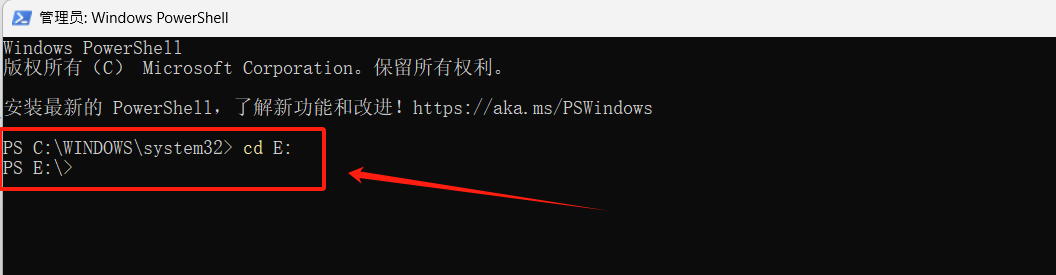 管理员: Windows PowerShell
Windows PowerShell
版权所有（C） Microsoft Corporation。保留所有权利。
安装最新的 PowerShell，了解新功能和改进！https://aka.ms/PSWindows
PS C:\WINDOWS\system32> cd E:
PS E:\>